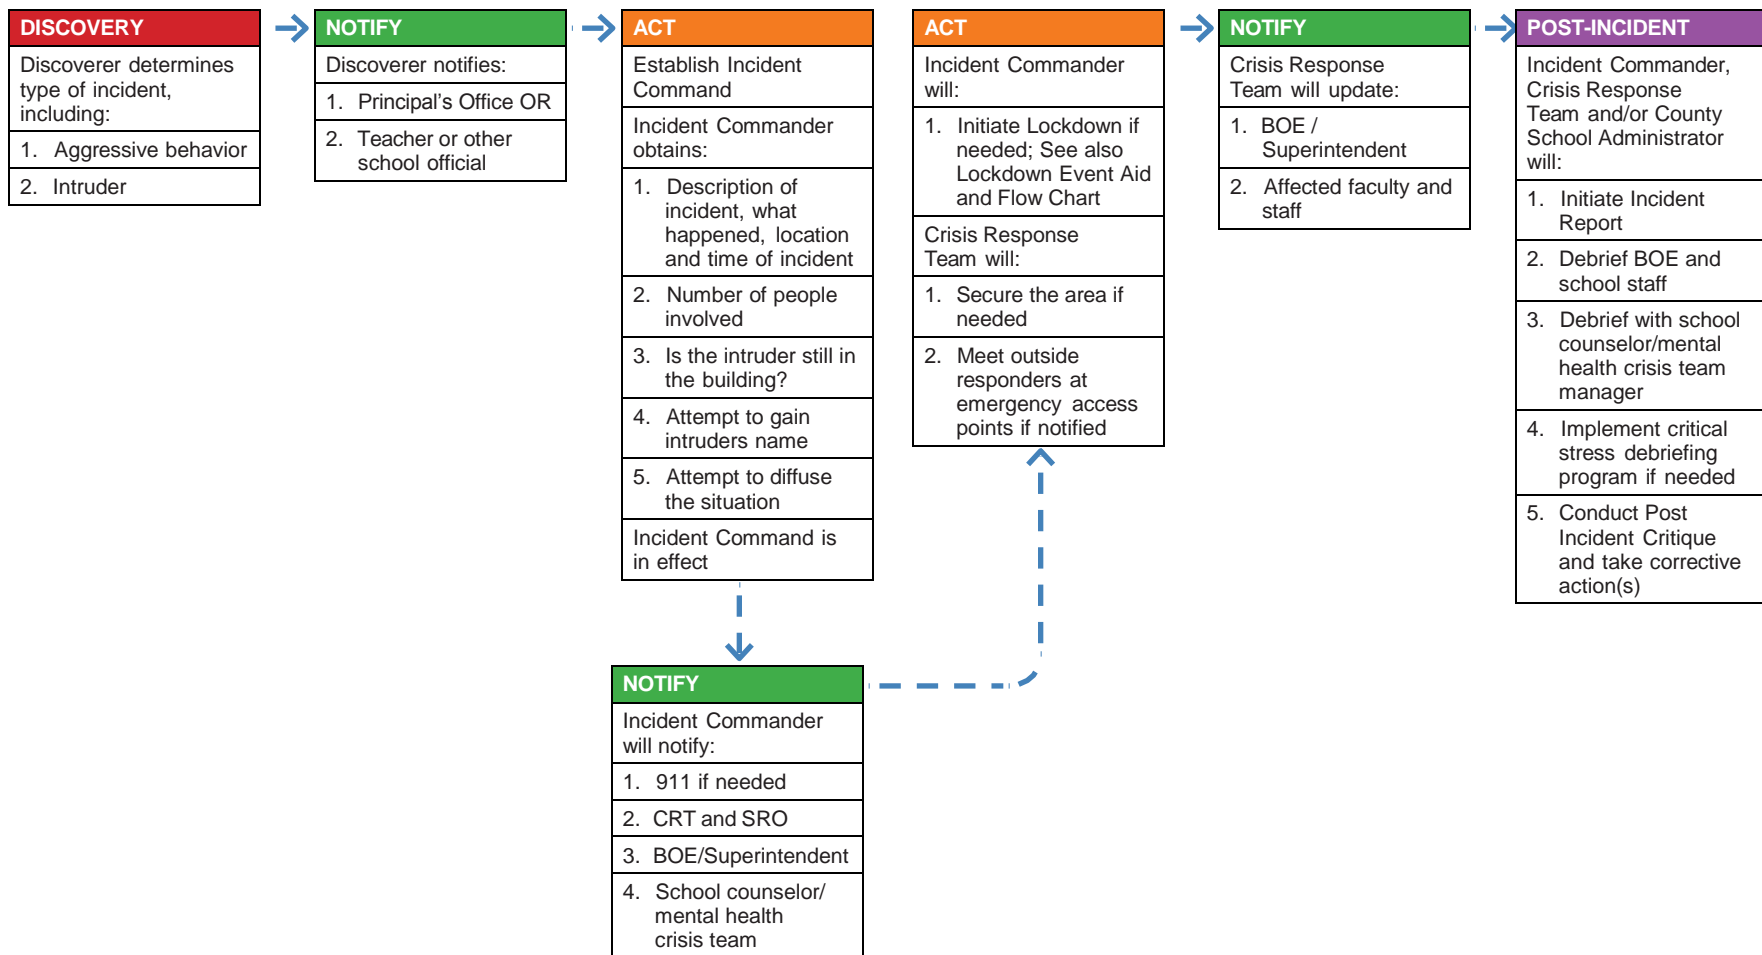 DISCOVERY
Discoverer determines
type of incident,
including:
1. Aggressive behavior
2. Intruder
NOTIFY
Discoverer notifies:
1. Principal's Office OR
2. Teacher or other
school official
ACT
Establish Incident
Command
Incident Commander
obtains:
1. Description of
incident, what
happened, location
and time of incident
2. Number of people
involved
3. Is the intruder still in
the building?
4. Attempt to gain
intruders name
5. Attempt to diffuse
the situation
Incident Command is
in effect
NOTIFY
Incident Commander
will notify:
1. 911 if needed
2. CRT and SRO
3. BOE/Superintendent
4. School counselor/
mental health
crisis team
ACT
Incident Commander
will:
1. Initiate Lockdown if
needed; See also
Lockdown Event Aid
and Flow Chart
Crisis Response
Team will:
1. Secure the area if
needed
2. Meet outside
responders at
emergency access
points if notified
NOTIFY
Crisis Response
Team will update:
1. BOE /
Superintendent
2. Affected faculty and
staff
POST-INCIDENT
Incident Commander,
Crisis Response
Team and/or County
School Administrator
will:
1. Initiate Incident
Report
2. Debrief BOE and
school staff
3. Debrief with school
counselor/mental
health crisis team
manager
4. Implement critical
stress debriefing
program if needed
5. Conduct Post
Incident Critique
and take corrective
action(s)